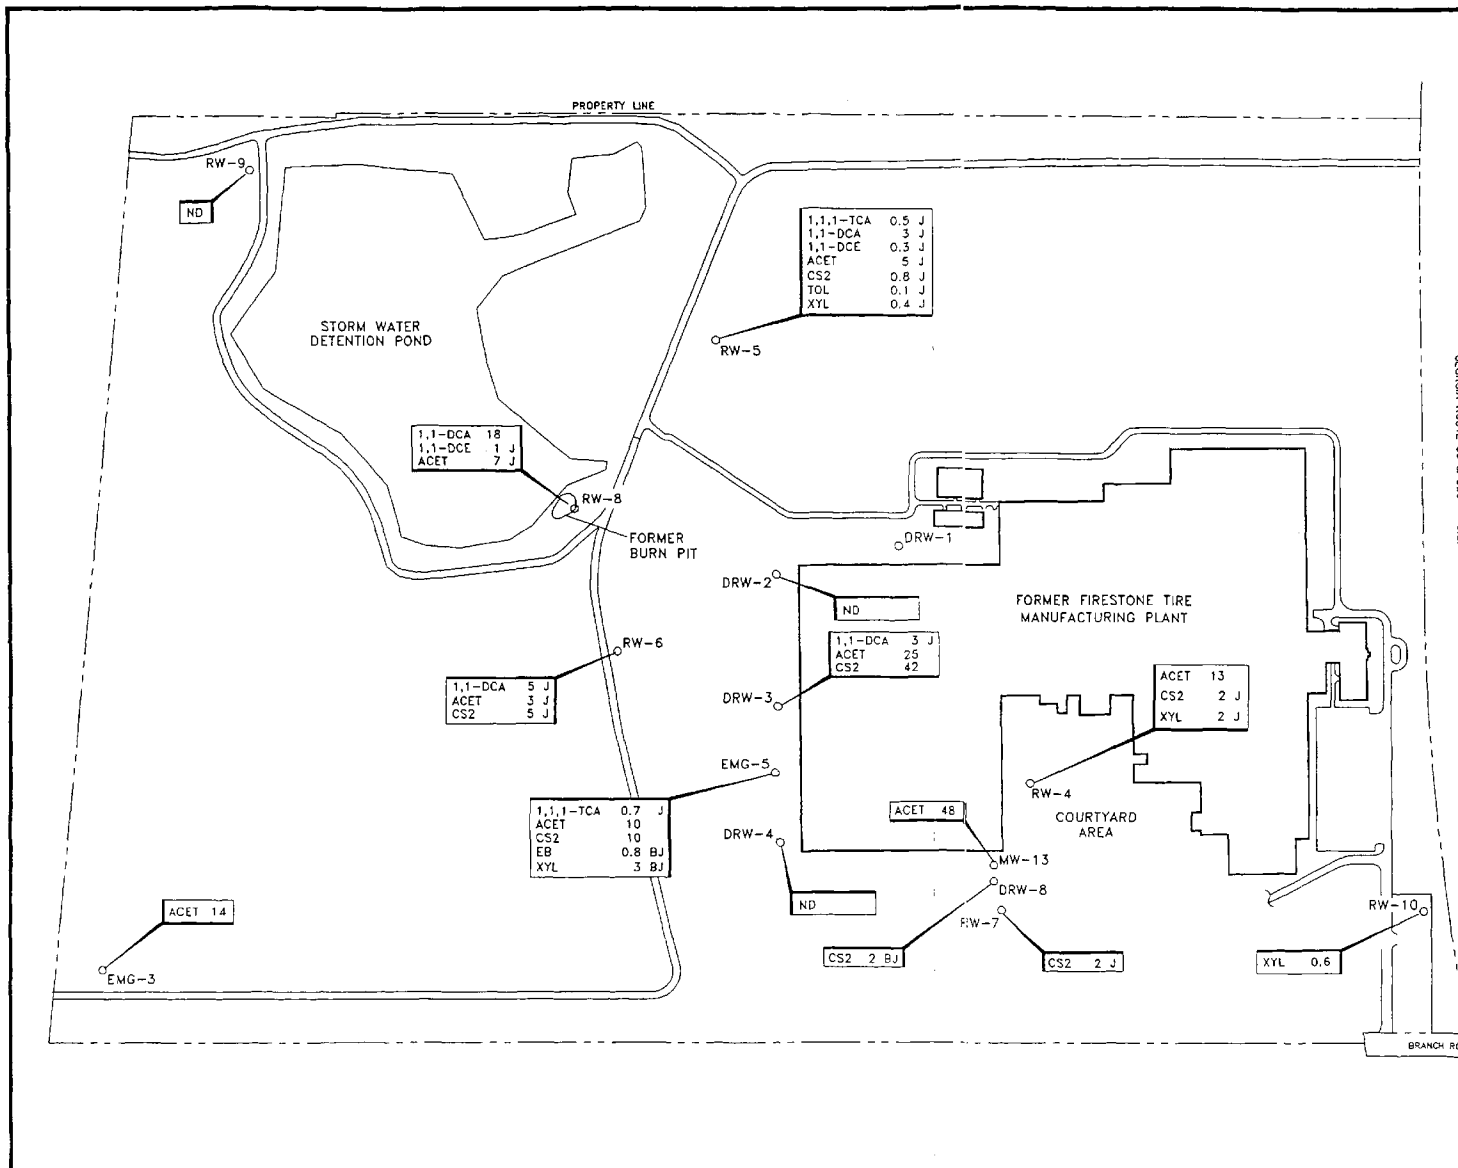 PROPERTY LINE
RW-9
ND
1,1,1-TCA 0.5 J
1,1-DCA 3 J
1,1-DCE 0.3 J
ACET 5 J
CS2 0.8 J
TOL 0.1 J
XYL 0.4 J
STORM WATER
DETENTION POND
RW-5
1,1-DCA 18
1,1-DCE 1 J
ACET 7 J
RW-8
FORMER
BURN PIT
DRW-1
DRW-2
ND
FORMER FIRESTONE TIRE
MANUFACTURING PLANT
RW-6
1,1-DCA 3 J
ACET 25
CS2 42
1,1-DCA 5 J
ACET 3 J
CS2 5 J
DRW-3
ACET 13
CS2 2 J
XYL 2 J
EMG-5
RW-4
1,1,1-TCA 0.7 J
ACET 10
CS2 10
EB 0.8 BJ
XYL 3 BJ
ACET 48
COURTYARD
AREA
DRW-4
MW-13
DRW-8
ND
RW-7
ACET 14
RW-10
CS2 2 BJ
CS2 2 J
XYL 0.6
EMG-3
BRANCH